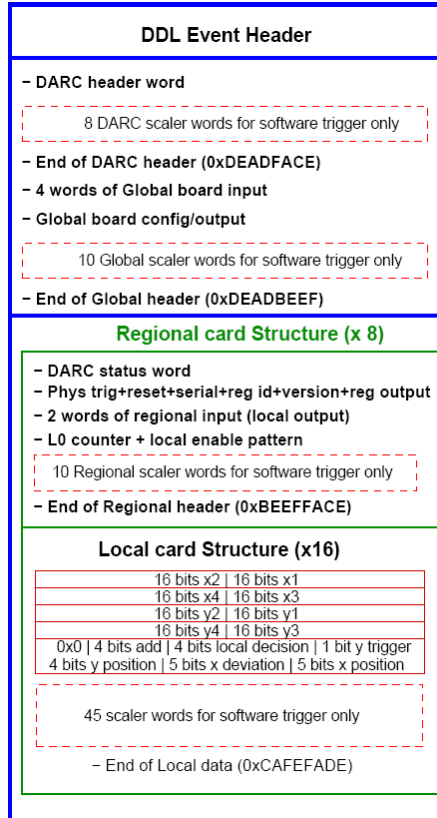 DDL Event Header
– DARC header word
8 DARC scaler words for software trigger only
– End of DARC header (0xDEADFACE)
– 4 words of Global board input
– Global board config/output
10 Global scaler words for software trigger only
– End of Global header (0xDEADBEEF)
Regional card Structure (x 8)
– DARC status word
– Phys trig+reset+serial+reg id+version+reg output
– 2 words of regional input (local output)
– L0 counter + local enable pattern
10 Regional scaler words for software trigger only
– End of Regional header (0xBEEFFACE)
Local card Structure (x16)
16 bits x2 | 16 bits x1
16 bits x4 | 16 bits x3
16 bits y2 | 16 bits y1
16 bits y4 | 16 bits y3
0x0 | 4 bits add | 4 bits local decision | 1 bit y trigger
4 bits y position | 5 bits x deviation | 5 bits x position
45 scaler words for software trigger only
– End of Local data (0xCAFEFADE)